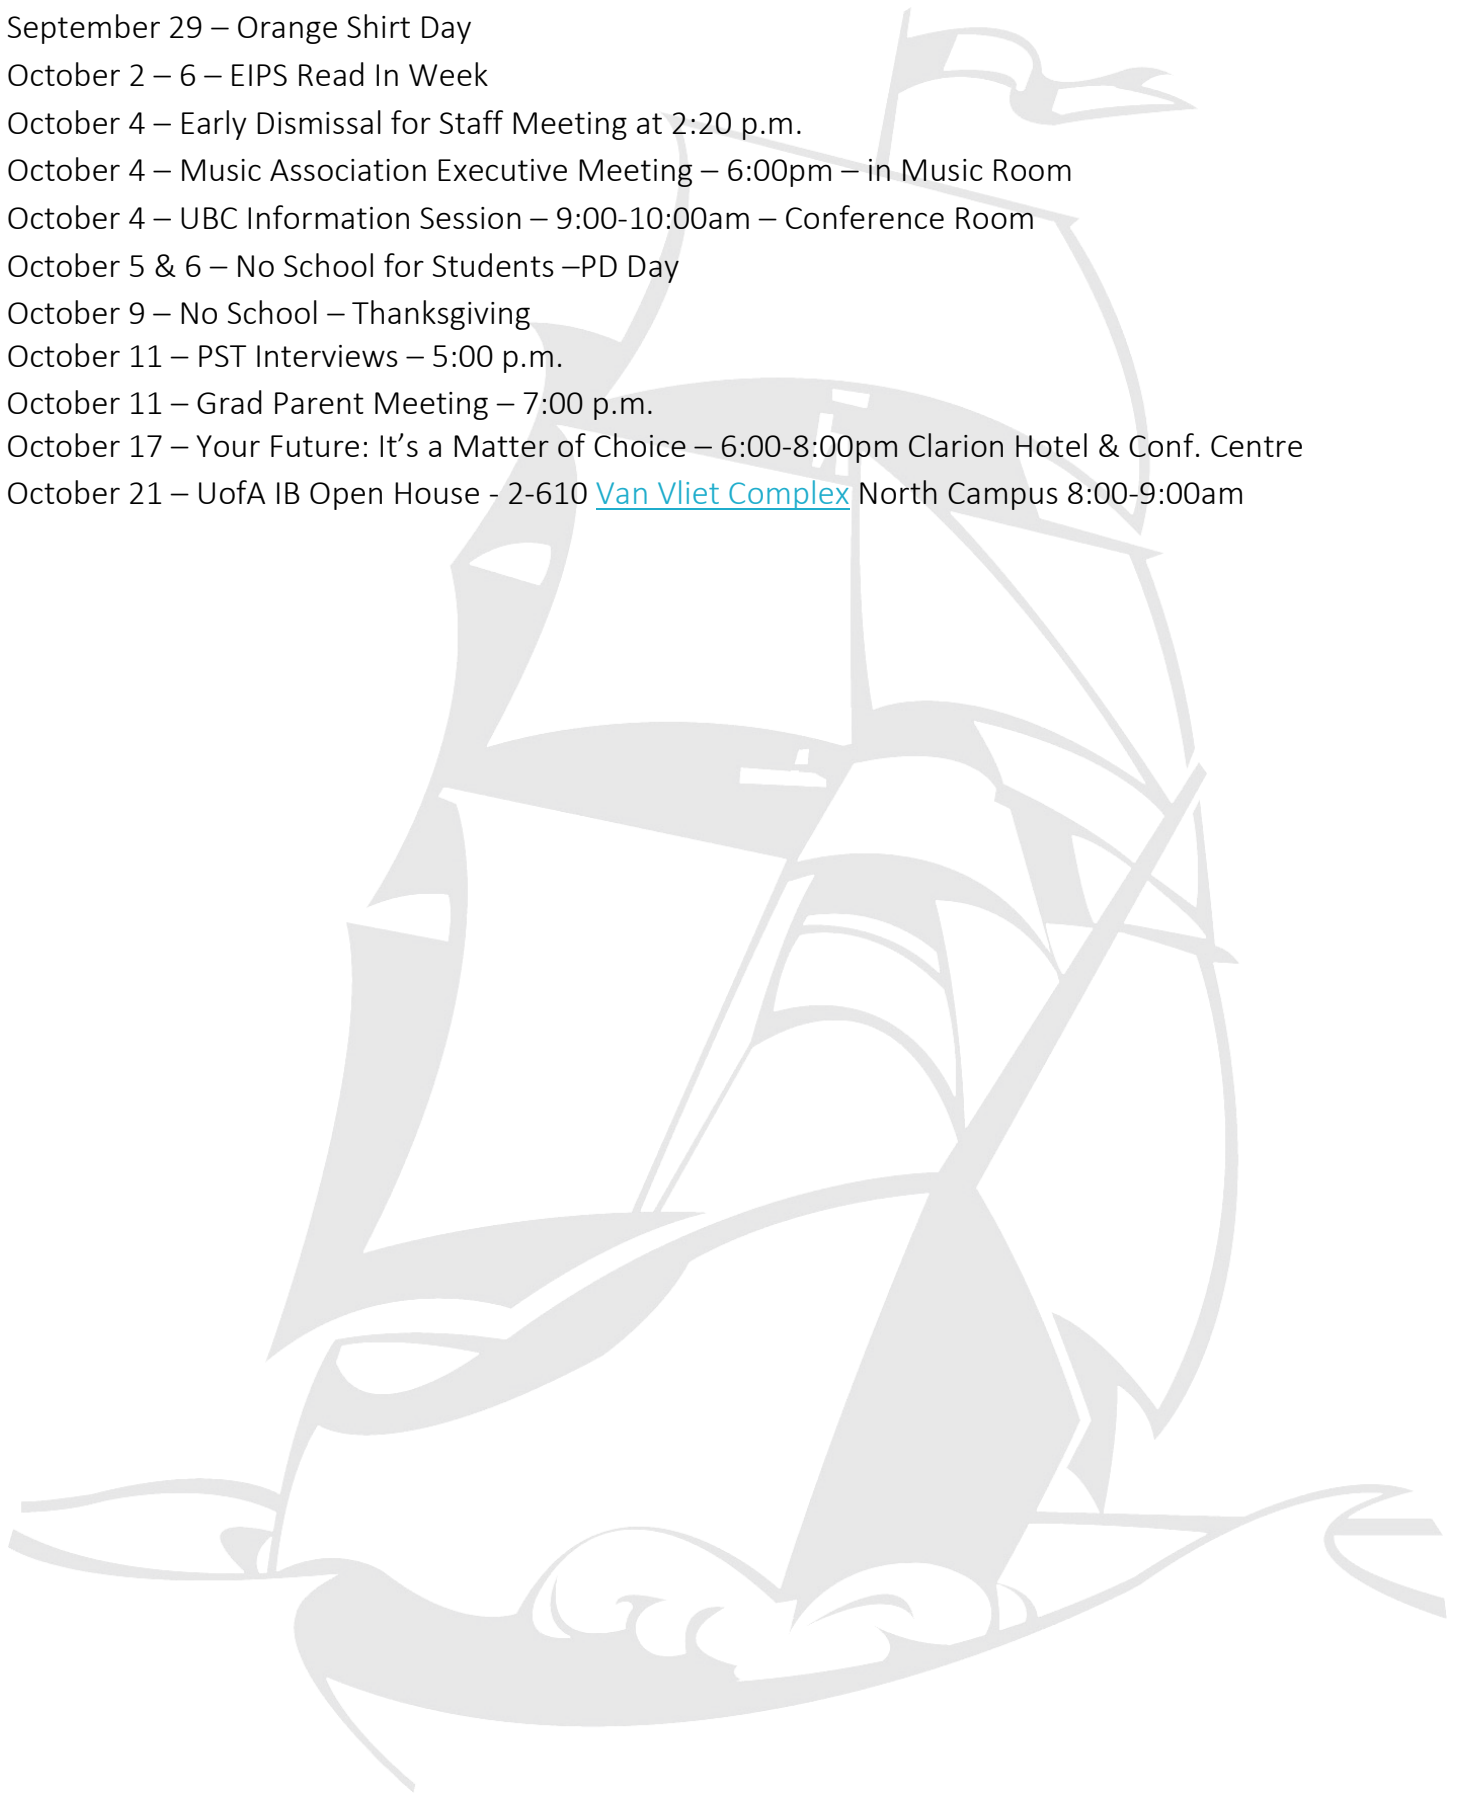 September 29 – Orange Shirt Day
October 2 – 6 – EIPS Read In Week
October 4 – Early Dismissal for Staff Meeting at 2:20 p.m.
October 4 – Music Association Executive Meeting – 6:00pm – in Music Room
October 4 – UBC Information Session – 9:00-10:00am – Conference Room
October 5 & 6 – No School for Students –PD Day
October 9 – No School – Thanksgiving
October 11 – PST Interviews – 5:00 p.m.
October 11 – Grad Parent Meeting – 7:00 p.m.
October 17 – Your Future: It’s a Matter of Choice – 6:00-8:00pm Clarion Hotel & Conf. Centre
October 21 – UofA IB Open House - 2-610 Van Vliet Complex North Campus 8:00-9:00am